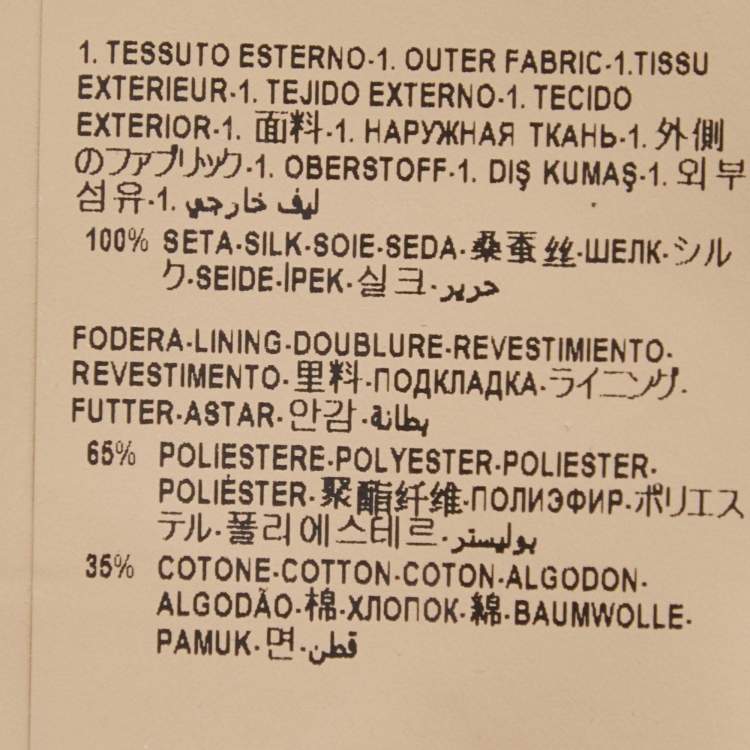 1. TESSUTO ESTERNO-1. OUTER FABRIC-1.TISSU
EXTERIEUR-1. TEJIDO EXTERNO-1. TECIDO
EXTERIOR-1. 面料-1. НАРУЖНАЯ ТКАНЬ-1. 外側
のファブリック-1. OBERSTOFF-1. DIŞ KUMAŞ-1. 외부
섬유-1. ليف خارجي
100% SETA-SILK-SOIE-SEDA-桑蚕丝-ШЕЛК-シル
ク-SEIDE-İPEK-실크-حرير
FODERA-LINING-DOUBLURE-REVESTIMIENTO-
REVESTIMENTO-里料-ПОДКЛАДКА-ライニング-
FUTTER-ASTAR-안감-بطانة
65% POLIESTERE-POLYESTER-POLIESTER-
POLIÉSTER-聚酯纤维-ПОЛИЭФИР-ポリエス
テル-폴리에스테르-بوليستر
35% COTONE-COTTON-COTON-ALGODON-
ALGODÃO-棉-ХЛОПОК-綿-BAUMWOLLE-
PAMUK-면-قطن